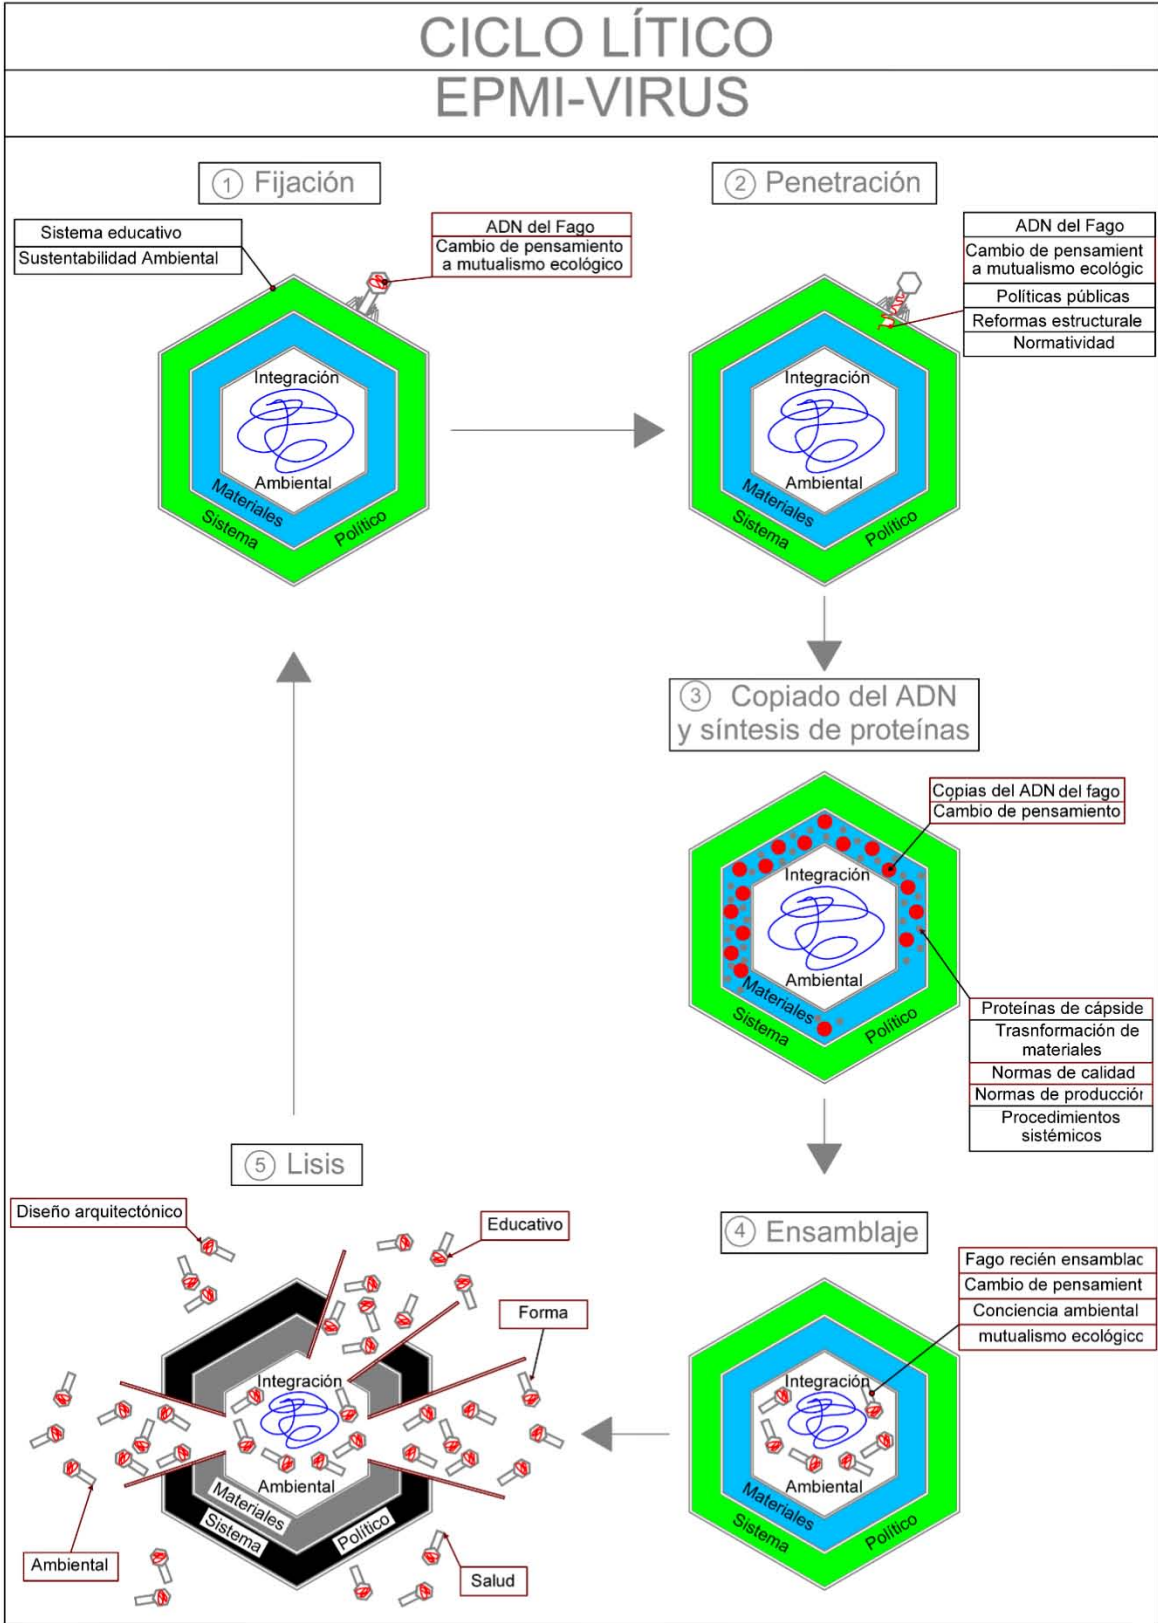 CICLO LÍTICO
EPMI-VIRUS
1 Fijación
Sistema educativo
Sustentabilidad Ambiental
ADN del Fago
Cambio de pensamiento
a mutualismo ecológico
Integración
Ambiental
Materiales
Sistema
Político
2 Penetración
ADN del Fago
Cambio de pensamient
a mutualismo ecológic
Políticas públicas
Reformas estructurale
Normatividad
Integración
Ambiental
Materiales
Sistema
Político
3 Copiado del ADN
y síntesis de proteínas
Copias del ADN del fago
Cambio de pensamiento
Integración
Ambiental
Materiales
Sistema
Político
Proteínas de cápside
Trasnformación de
materiales
Normas de calidad
Normas de producción
Procedimientos
sistémicos
4 Ensamblaje
Fago recién ensamblac
Cambio de pensamient
Conciencia ambiental
mutualismo ecológico
Integración
Ambiental
Materiales
Sistema
Político
5 Lisis
Diseño arquitectónico
Educativo
Forma
Integración
Ambiental
Materiales
Sistema
Político
Ambiental
Salud